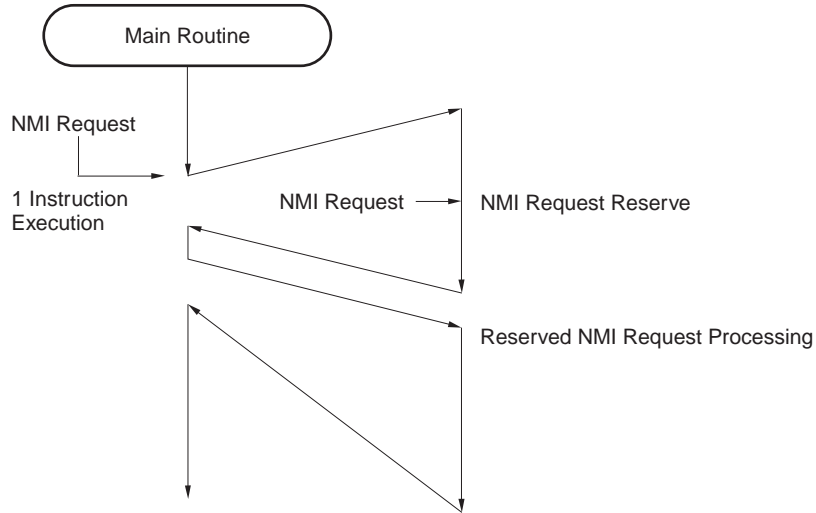 Main Routine
NMI Request
1 Instruction
Execution
NMI Request
NMI Request Reserve
Reserved NMI Request Processing